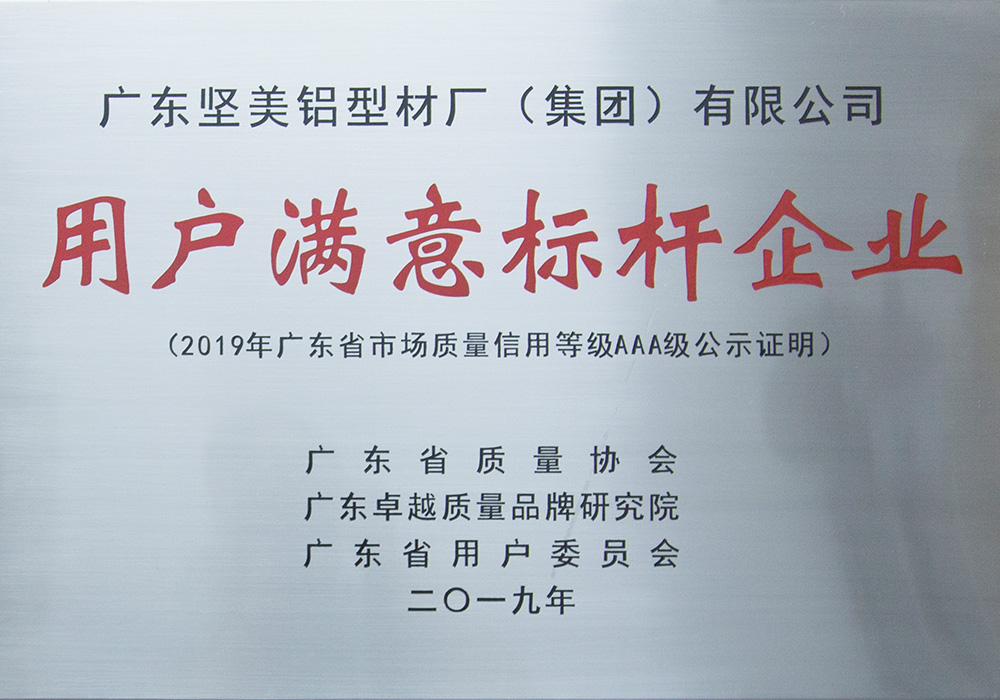 广东坚美铝型材厂（集团）有限公司
用户满意标杆企业
（2019年广东省市场质量信用等级AAA级公示证明）
广东省质量协会
广东卓越质量品牌研究院
广东省用户委员会
二〇一九年